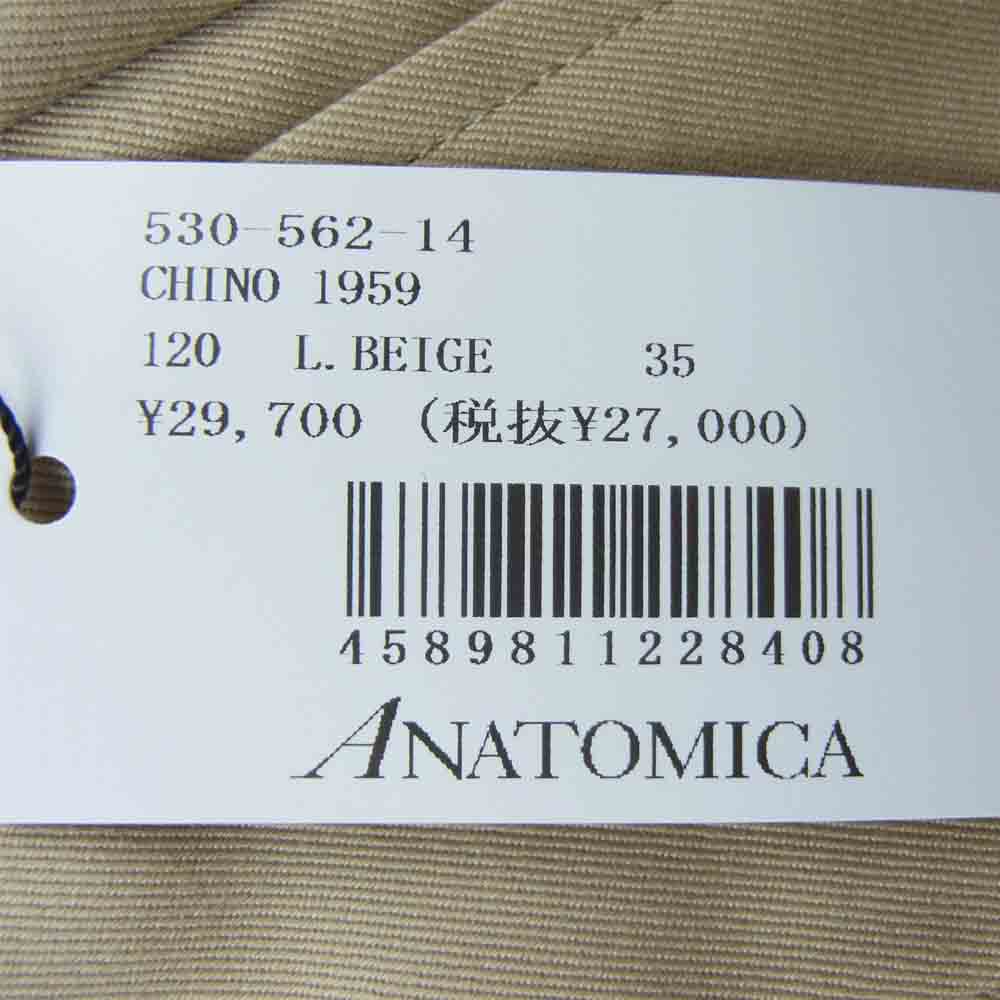 530-562-14
CHINO 1959
120 L.BEIGE 35
¥29,700 (税抜¥27,000)
4589811228408
ANATOMICA